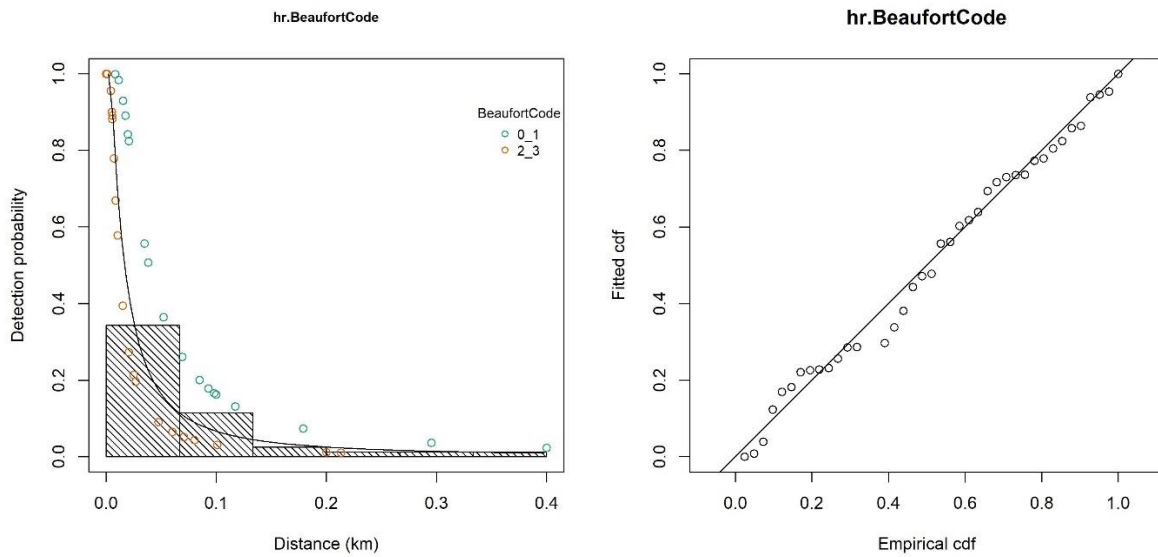 hr.BeaufortCode
Detection probability
1.0
0.8
0.6
0.4
0.2
0.0
BeaufortCode
0_1
2_3
0.0 0.1 0.2 0.3 0.4
Distance (km)
hr.BeaufortCode
Fitted cdf
1.0
0.8
0.6
0.4
0.2
0.0
0.0 0.2 0.4 0.6 0.8 1.0
Empirical cdf